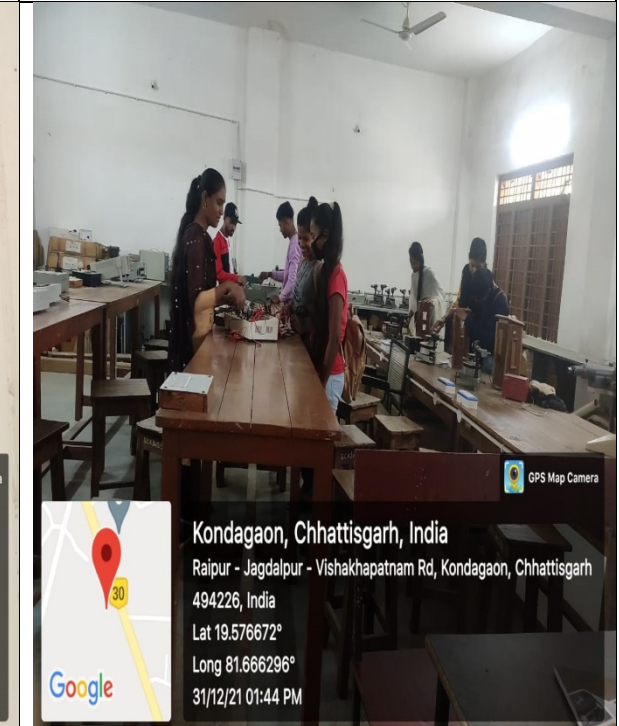 GPS Map Camera
Kondagaon, Chhattisgarh, India
Raipur - Jagdalpur - Vishakhapatnam Rd, Kondagaon, Chhattisgarh
494226, India
Lat 19.576672°
Long 81.666296°
31/12/21 01:44 PM
30
Google